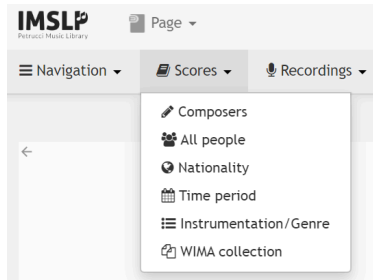 IMSLP
Petrucci Music Library
Page
Navigation
Scores
Recordings
Composers
All people
Nationality
Time period
Instrumentation/Genre
WIMA collection